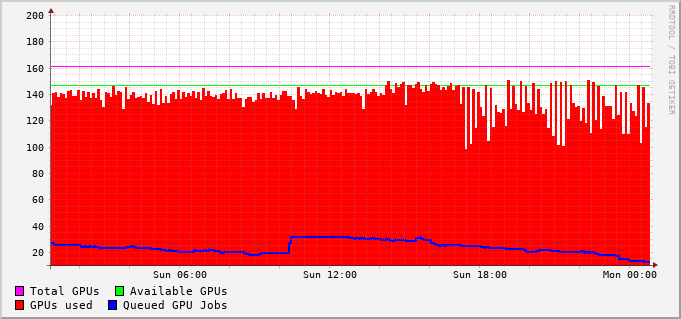 200
180
160
140
120
100
80
60
40
20
Sun 06:00 Sun 12:00 Sun 18:00 Mon 00:00
Total GPUs Available GPUs
GPUs used Queued GPU Jobs
RRDTOOL / TOBI OETIKER